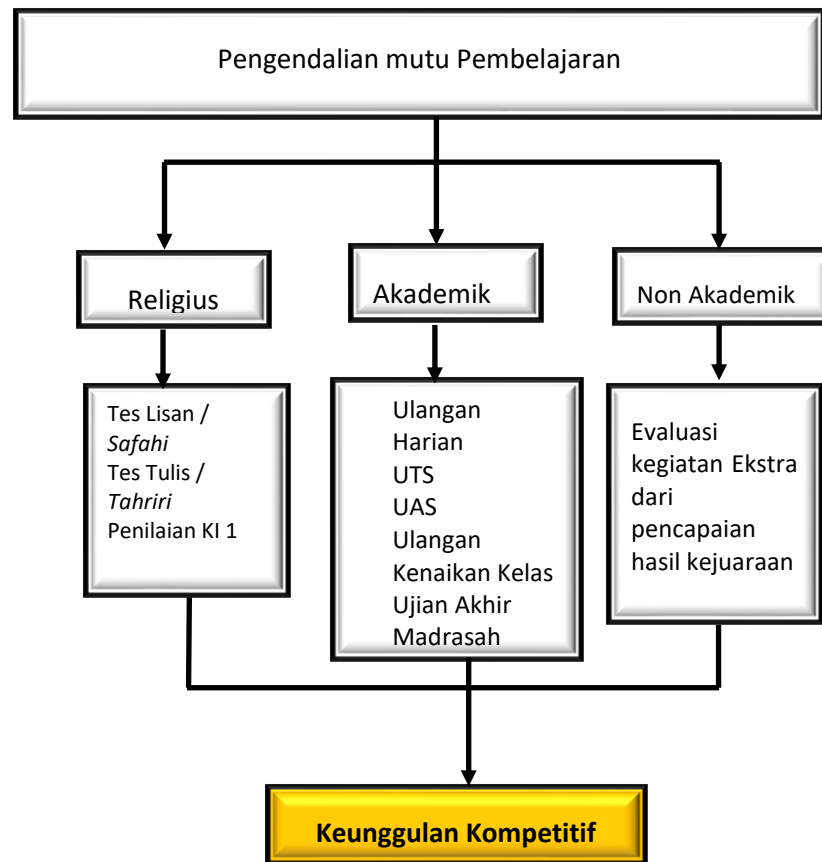 Pengendalian mutu Pembelajaran
Religius
Akademik
Non Akademik
Tes Lisan /
Safahi
Tes Tulis /
Tahriri
Penilaian KI 1
Ulangan
Harian
UTS
UAS
Ulangan
Kenaikan Kelas
Ujian Akhir
Madrasah
Evaluasi
kegiatan Ekstra
dari
pencapaian
hasil kejuaraan
Keunggulan Kompetitif